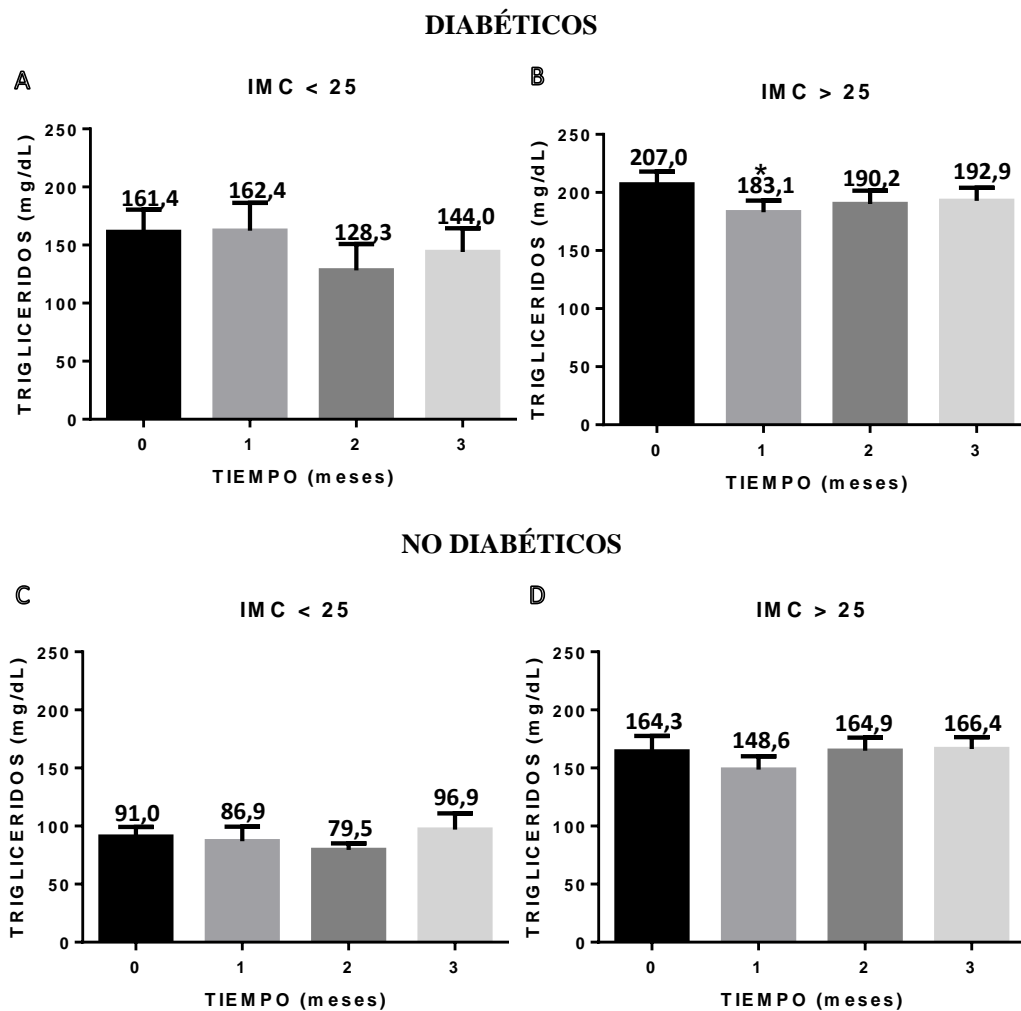 DIABÉTICOS
A
IMC < 25
TRIGLICERIDOS (mg/dL)
250
200
150
100
50
0
161,4
162,4
128,3
144,0
0 1 2 3
TIEMPO (meses)
B
IMC > 25
TRIGLICERIDOS (mg/dL)
250
200
150
100
50
0
207,0
*
183,1
190,2
192,9
0 1 2 3
TIEMPO (meses)
NO DIABÉTICOS
C
IMC < 25
TRIGLICERIDOS (mg/dL)
250
200
150
100
50
0
91,0
86,9
79,5
96,9
0 1 2 3
TIEMPO (meses)
D
IMC > 25
TRIGLICERIDOS (mg/dL)
250
200
150
100
50
0
164,3
148,6
164,9
166,4
0 1 2 3
TIEMPO (meses)